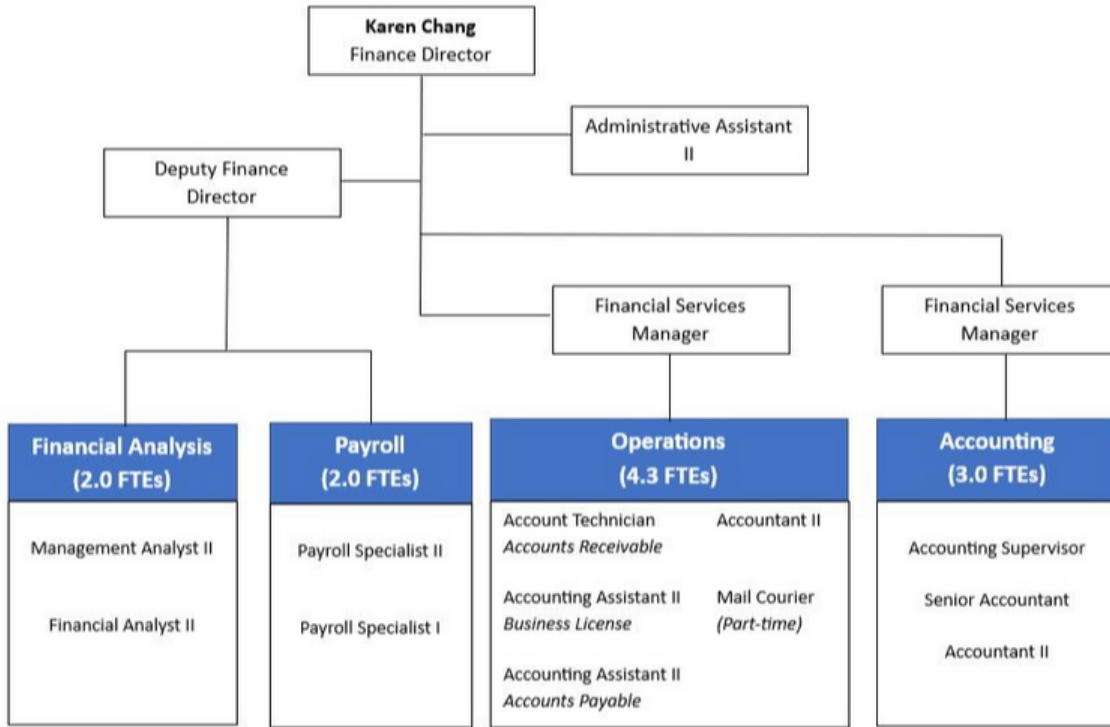 Karen Chang
Finance Director
Administrative Assistant
II
Deputy Finance
Director
Financial Services
Manager
Financial Services
Manager
Financial Analysis
(2.0 FTEs)
Management Analyst II
Financial Analyst II
Payroll
(2.0 FTEs)
Payroll Specialist II
Payroll Specialist I
Operations
(4.3 FTEs)
Account Technician
Accounts Receivable
Accounting Assistant II
Business License
Accounting Assistant II
Accounts Payable
Accountant II
Mail Courier
(Part-time)
Accounting
(3.0 FTEs)
Accounting Supervisor
Senior Accountant
Accountant II